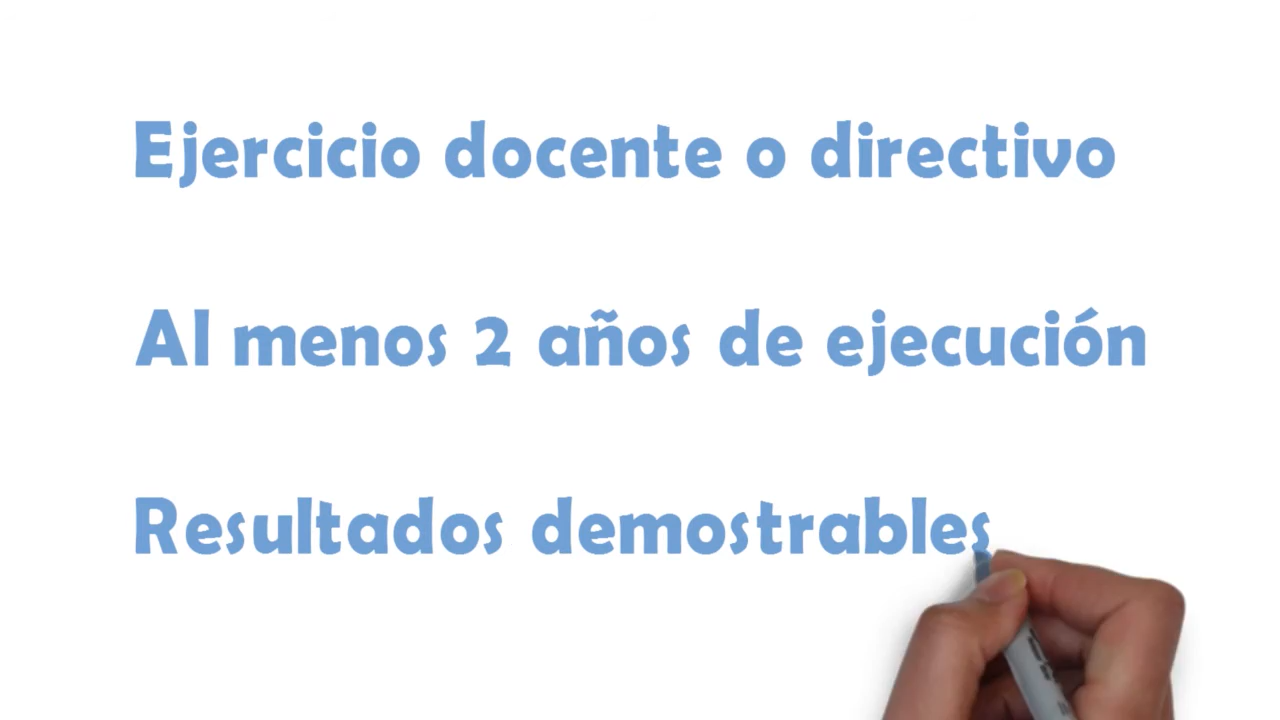 Ejercicio docente o directivo
Al menos 2 años de ejecución
Resultados demostrables